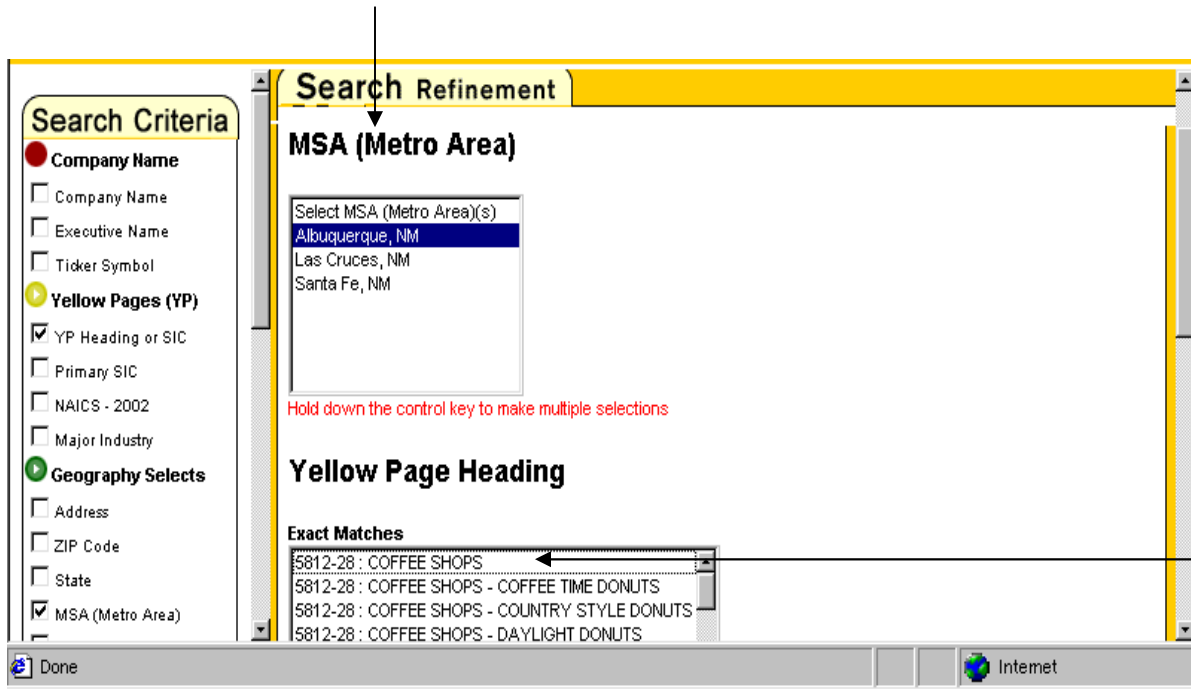 Search Criteria
Company Name
Company Name
Executive Name
Ticker Symbol
Yellow Pages (YP)
YP Heading or SIC
Primary SIC
NAICS - 2002
Major Industry
Geography Selects
Address
ZIP Code
State
MSA (Metro Area)
Search Refinement
MSA (Metro Area)
Select MSA (Metro Area)(s)
Albuquerque, NM
Las Cruces, NM
Santa Fe, NM
Hold down the control key to make multiple selections
Yellow Page Heading
Exact Matches
5812-28 : COFFEE SHOPS
5812-28 : COFFEE SHOPS - COFFEE TIME DONUTS
5812-28 : COFFEE SHOPS - COUNTRY STYLE DONUTS
5812-28 : COFFEE SHOPS - DAYLIGHT DONUTS
Done
Internet